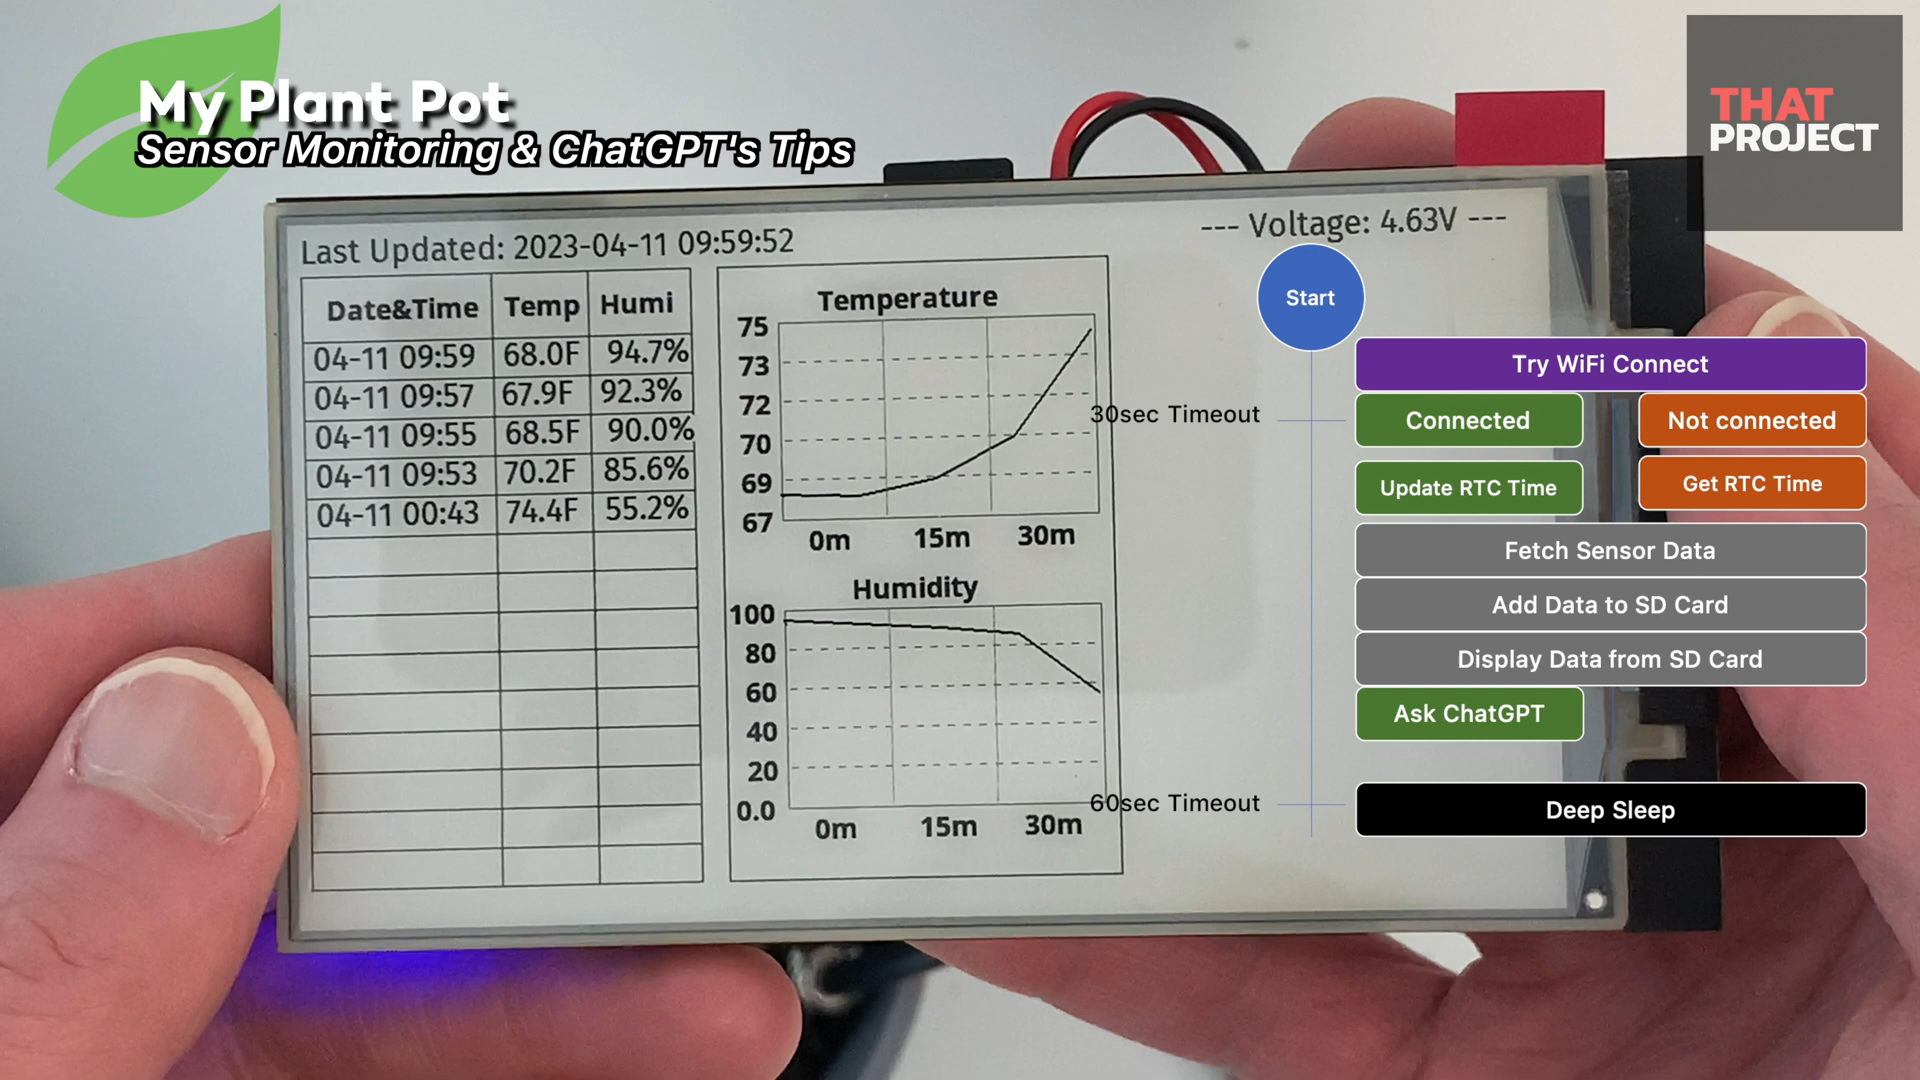 My Plant Pot
Sensor Monitoring & ChatGPT's Tips
THAT
PROJECT
Last Updated: 2023-04-11 09:59:52
--- Voltage: 4.63V ---
Date&Time Temp Humi
04-11 09:59 68.0F 94.7%
04-11 09:57 67.9F 92.3%
04-11 09:55 68.5F 90.0%
04-11 09:53 70.2F 85.6%
04-11 00:43 74.4F 55.2%
Temperature
75
73
72
70
69
67
0m 15m 30m
Humidity
100
80
60
40
20
0.0
0m 15m 30m
Start
Try WiFi Connect
30sec Timeout
Connected Not connected
Update RTC Time Get RTC Time
Fetch Sensor Data
Add Data to SD Card
Display Data from SD Card
Ask ChatGPT
60sec Timeout
Deep Sleep